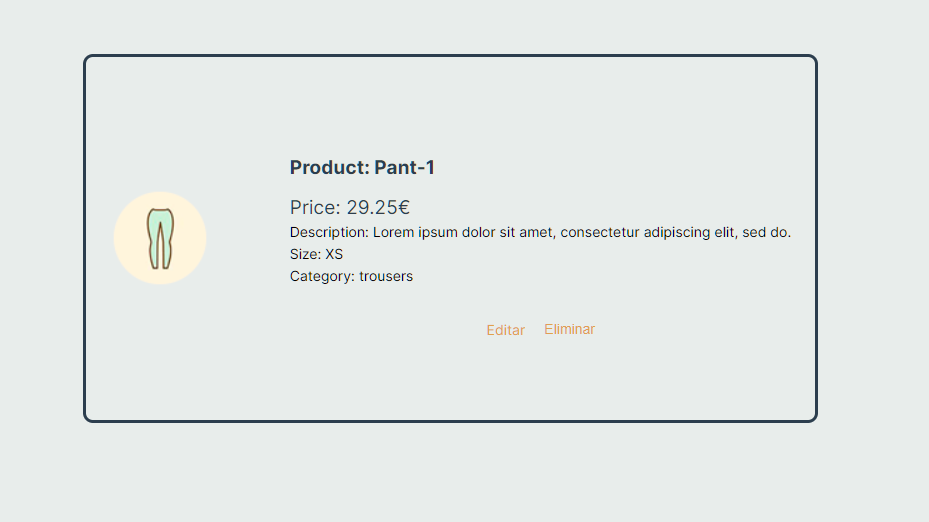 Product: Pant-1
Price: 29.25€
Description: Lorem ipsum dolor sit amet, consectetur adipiscing elit, sed do.
Size: XS
Category: trousers
Editar Eliminar